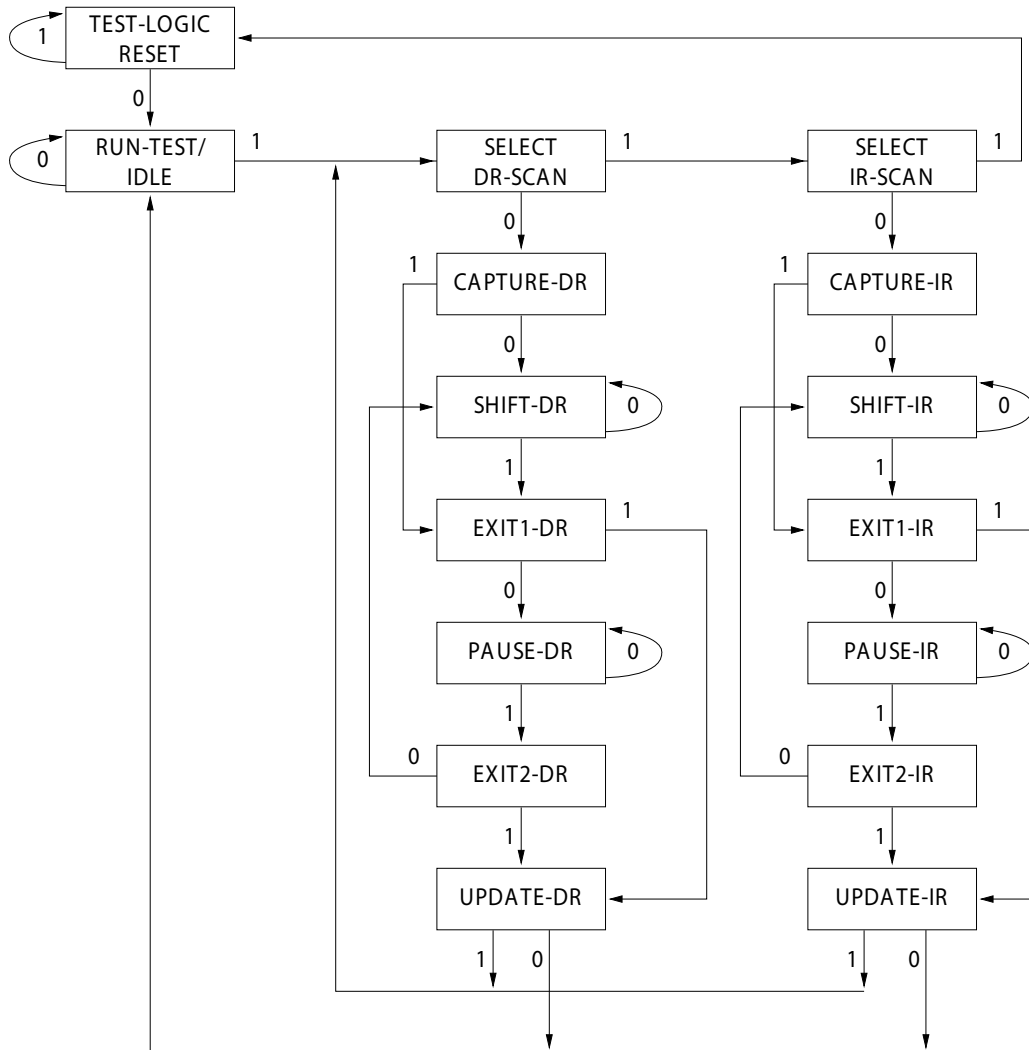 1
TEST-LOGIC
RESET
0
0
RUN-TEST/
IDLE
1
SELECT
DR-SCAN
1
SELECT
IR-SCAN
1
0
0
1
CAPTURE-DR
1
CAPTURE-IR
0
0
SHIFT-DR
0
SHIFT-IR
0
1
1
EXIT1-DR
1
EXIT1-IR
1
0
0
PAUSE-DR
0
PAUSE-IR
0
1
1
0
EXIT2-DR
0
EXIT2-IR
1
1
UPDATE-DR
UPDATE-IR
1
0
1
0